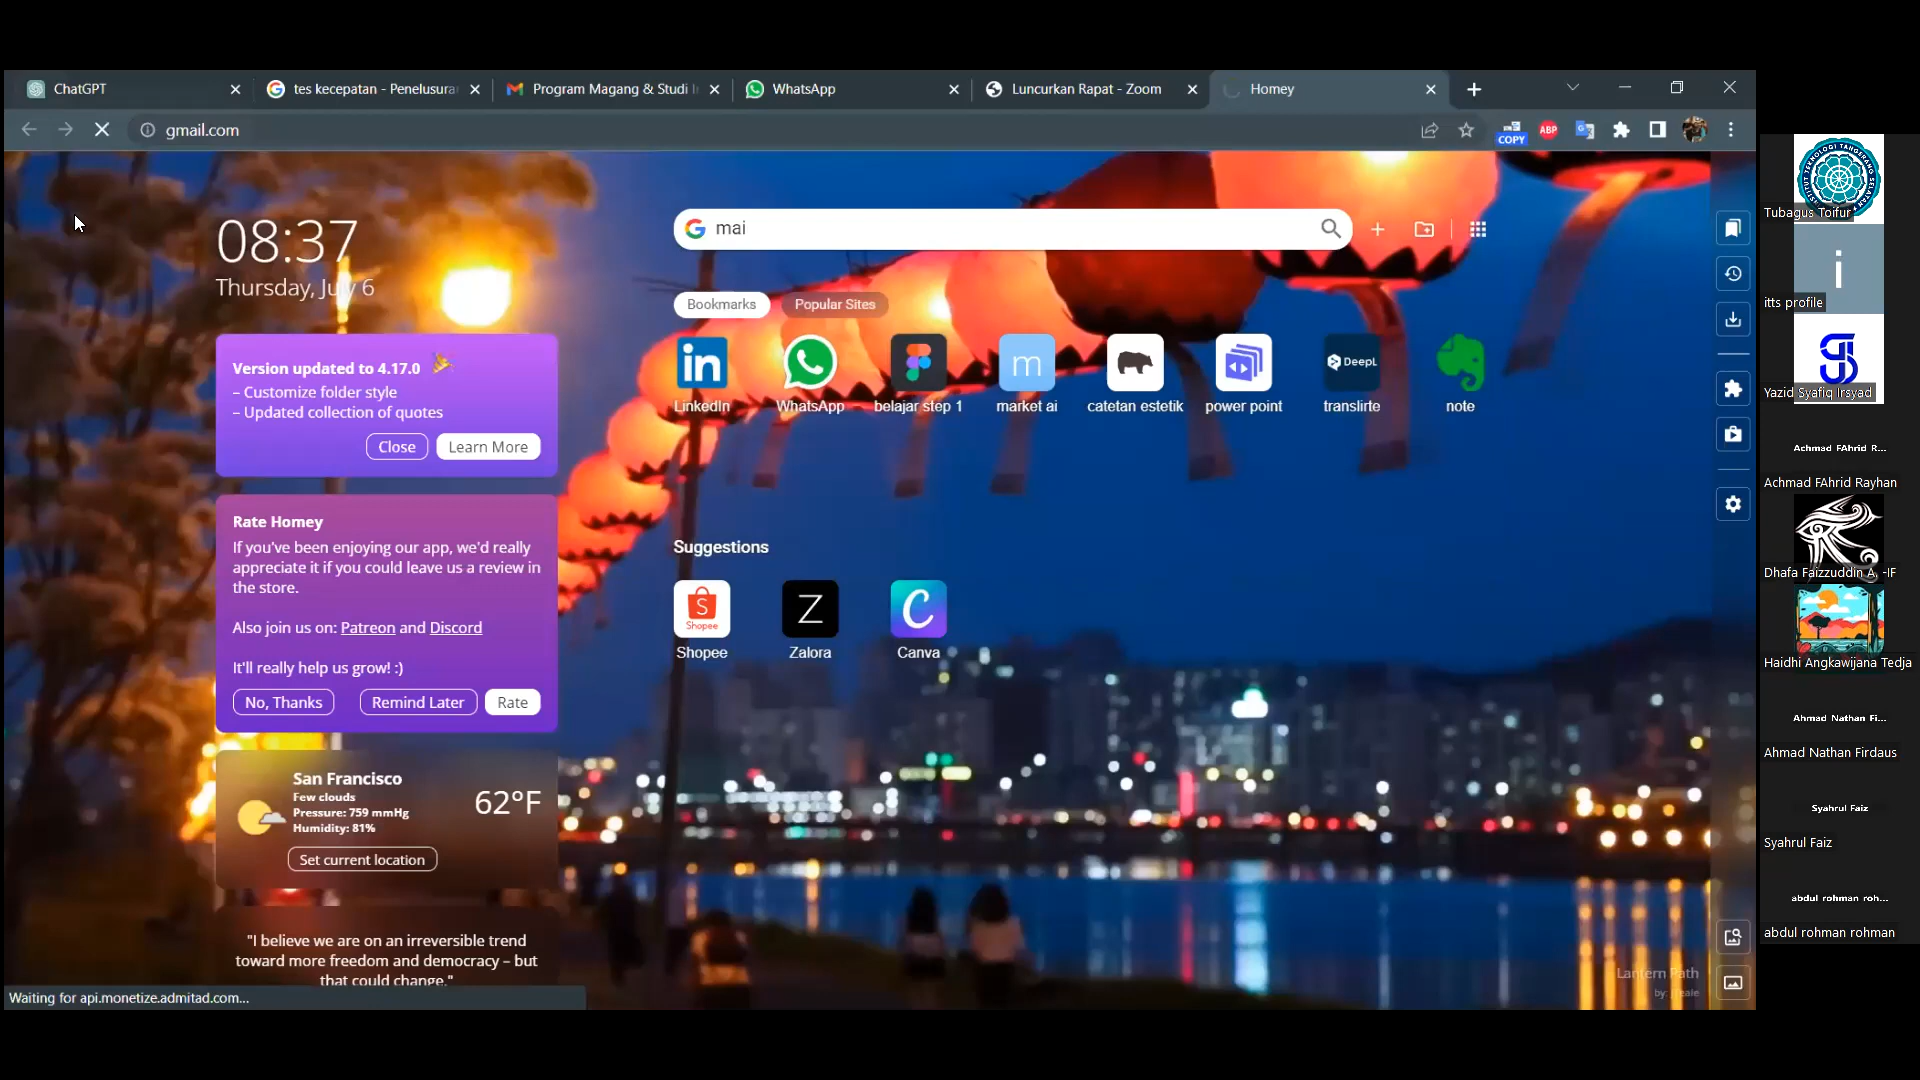 ChatGPT
tes kecepatan - Penelusura
Program Magang & Studi I
WhatsApp
Luncurkan Rapat - Zoom
Homey
gmail.com
COPY
ABP
08:37
Thursday, July 6
mai
Bookmarks
Popular Sites
Version updated to 4.17.0
– Customize folder style
– Updated collection of quotes
Close
Learn More
in
LinkedIn
WhatsApp
belajar step 1
m
market ai
catetan estetik
power point
DeepL
translirte
note
Rate Homey
If you've been enjoying our app, we'd really
appreciate it if you could leave us a review in
the store.
Also join us on: Patreon and Discord
It'll really help us grow! :)
No, Thanks
Remind Later
Rate
Suggestions
S
Shopee
Shopee
Z
Zalora
C
Canva
San Francisco
Few clouds
Pressure: 759 mmHg
Humidity: 81%
62°F
Set current location
"I believe we are on an irreversible trend
toward more freedom and democracy – but
that could change."
Lantern Path
Waiting for api.monetize.admitad.com...
INSTITUT TEKNOLOGI TANGERANG SELATAN
Tubagus Toifur
i
itts profile
Yazid Syafiq Irsyad
Achmad FAhrid R...
Achmad FAhrid Rayhan
Dhafa Faizzuddin A. -IF
Haidhi Angkawijana Tedja
Ahmad Nathan Fi...
Ahmad Nathan Firdaus
Syahrul Faiz
Syahrul Faiz
abdul rohman roh...
abdul rohman rohman